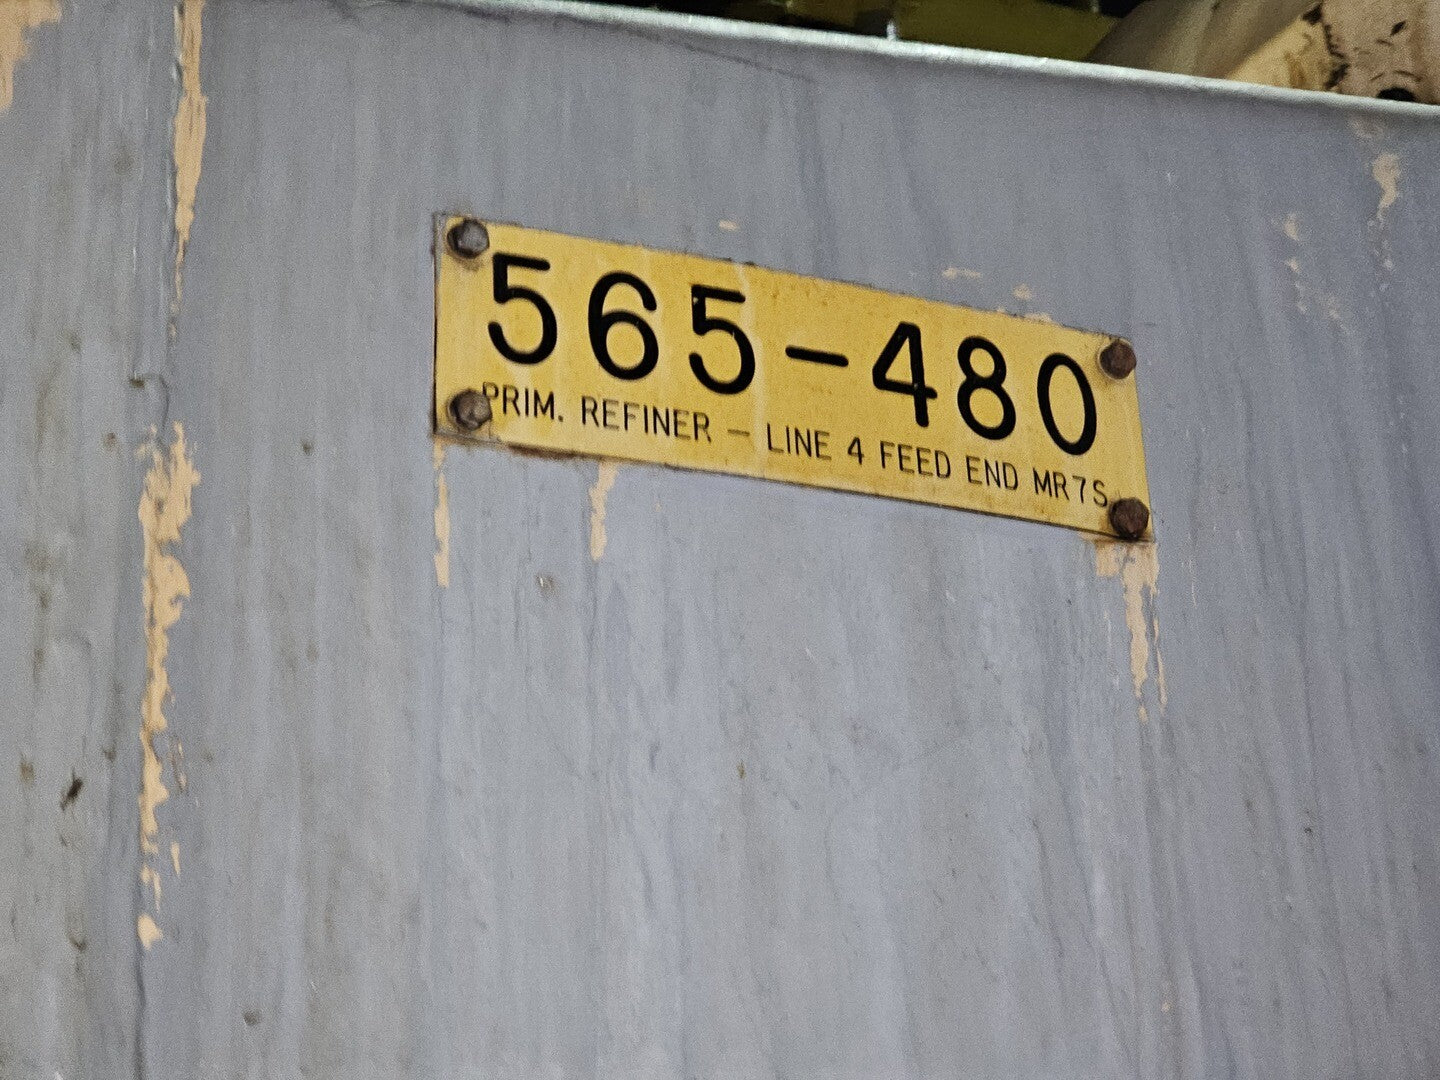 565-480
PRIM. REFINER - LINE 4 FEED END MR7S